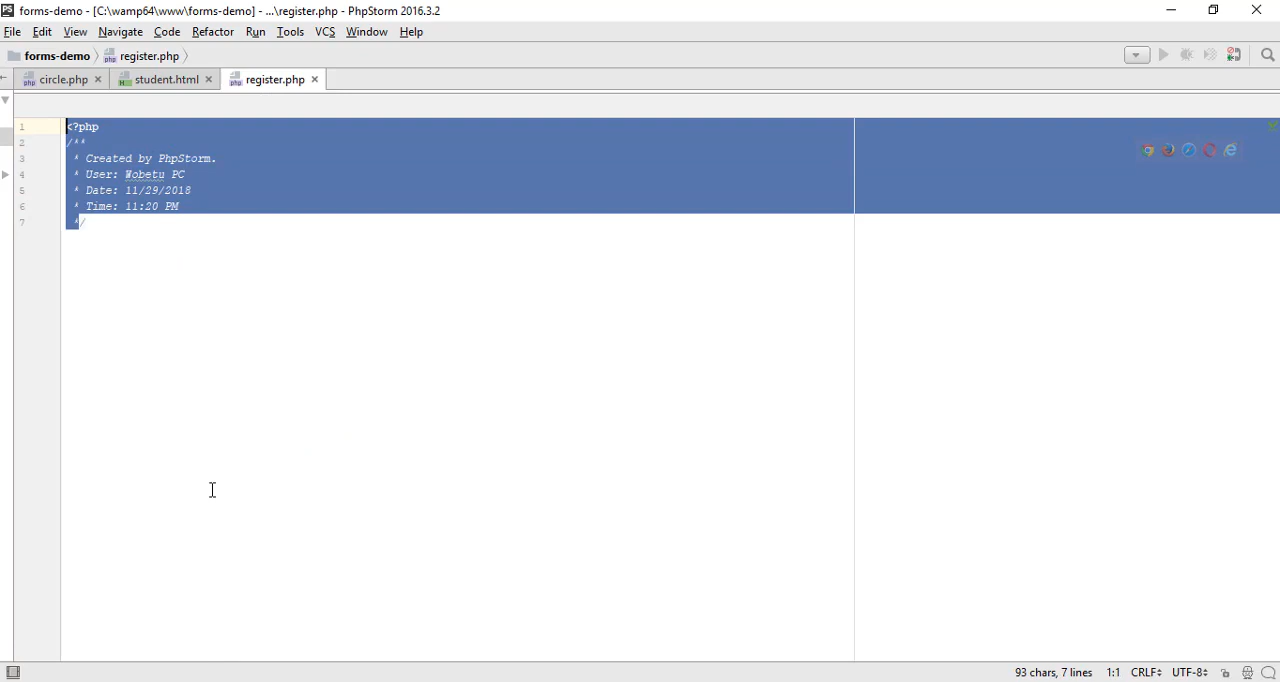 forms-demo - [C:\wamp64\www\forms-demo] - ...\register.php - PhpStorm 2016.3.2
File Edit View Navigate Code Refactor Run Tools VCS Window Help
forms-demo register.php
circle.php student.html register.php
1 <?php
2 /**
3 * Created by PhpStorm.
4 * User: Wobetu PC
5 * Date: 11/29/2018
6 * Time: 11:20 PM
7 */
93 chars, 7 lines 1:1 CRLF UTF-8